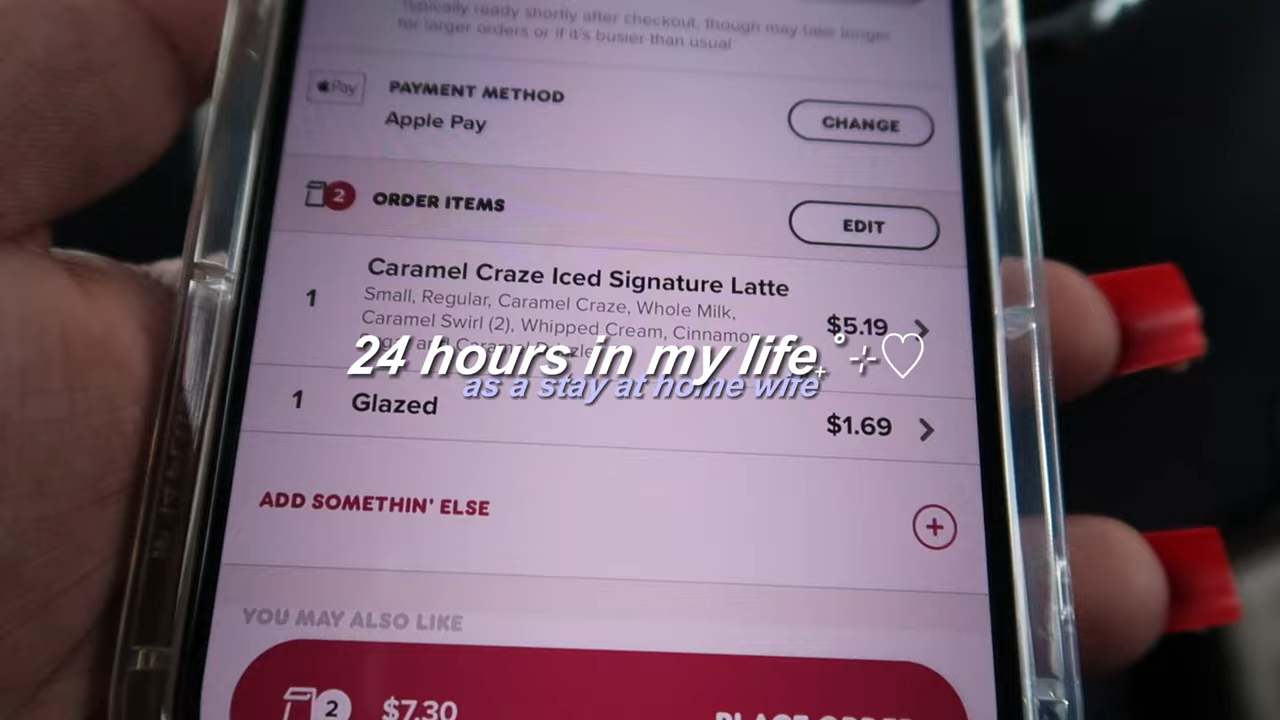 Typically ready shortly after checkout, though may take longer
for larger orders or if it's busier than usual
Pay
PAYMENT METHOD
Apple Pay
CHANGE
2
ORDER ITEMS
EDIT
1
Caramel Craze Iced Signature Latte
Small, Regular, Caramel Craze, Whole Milk,
Caramel Swirl (2), Whipped Cream, Cinnamon
$5.19
24 hours in my life
as a stay at home wife
1
Glazed
$1.69
ADD SOMETHIN' ELSE
YOU MAY ALSO LIKE
2
$7.30
PLACE ORDER